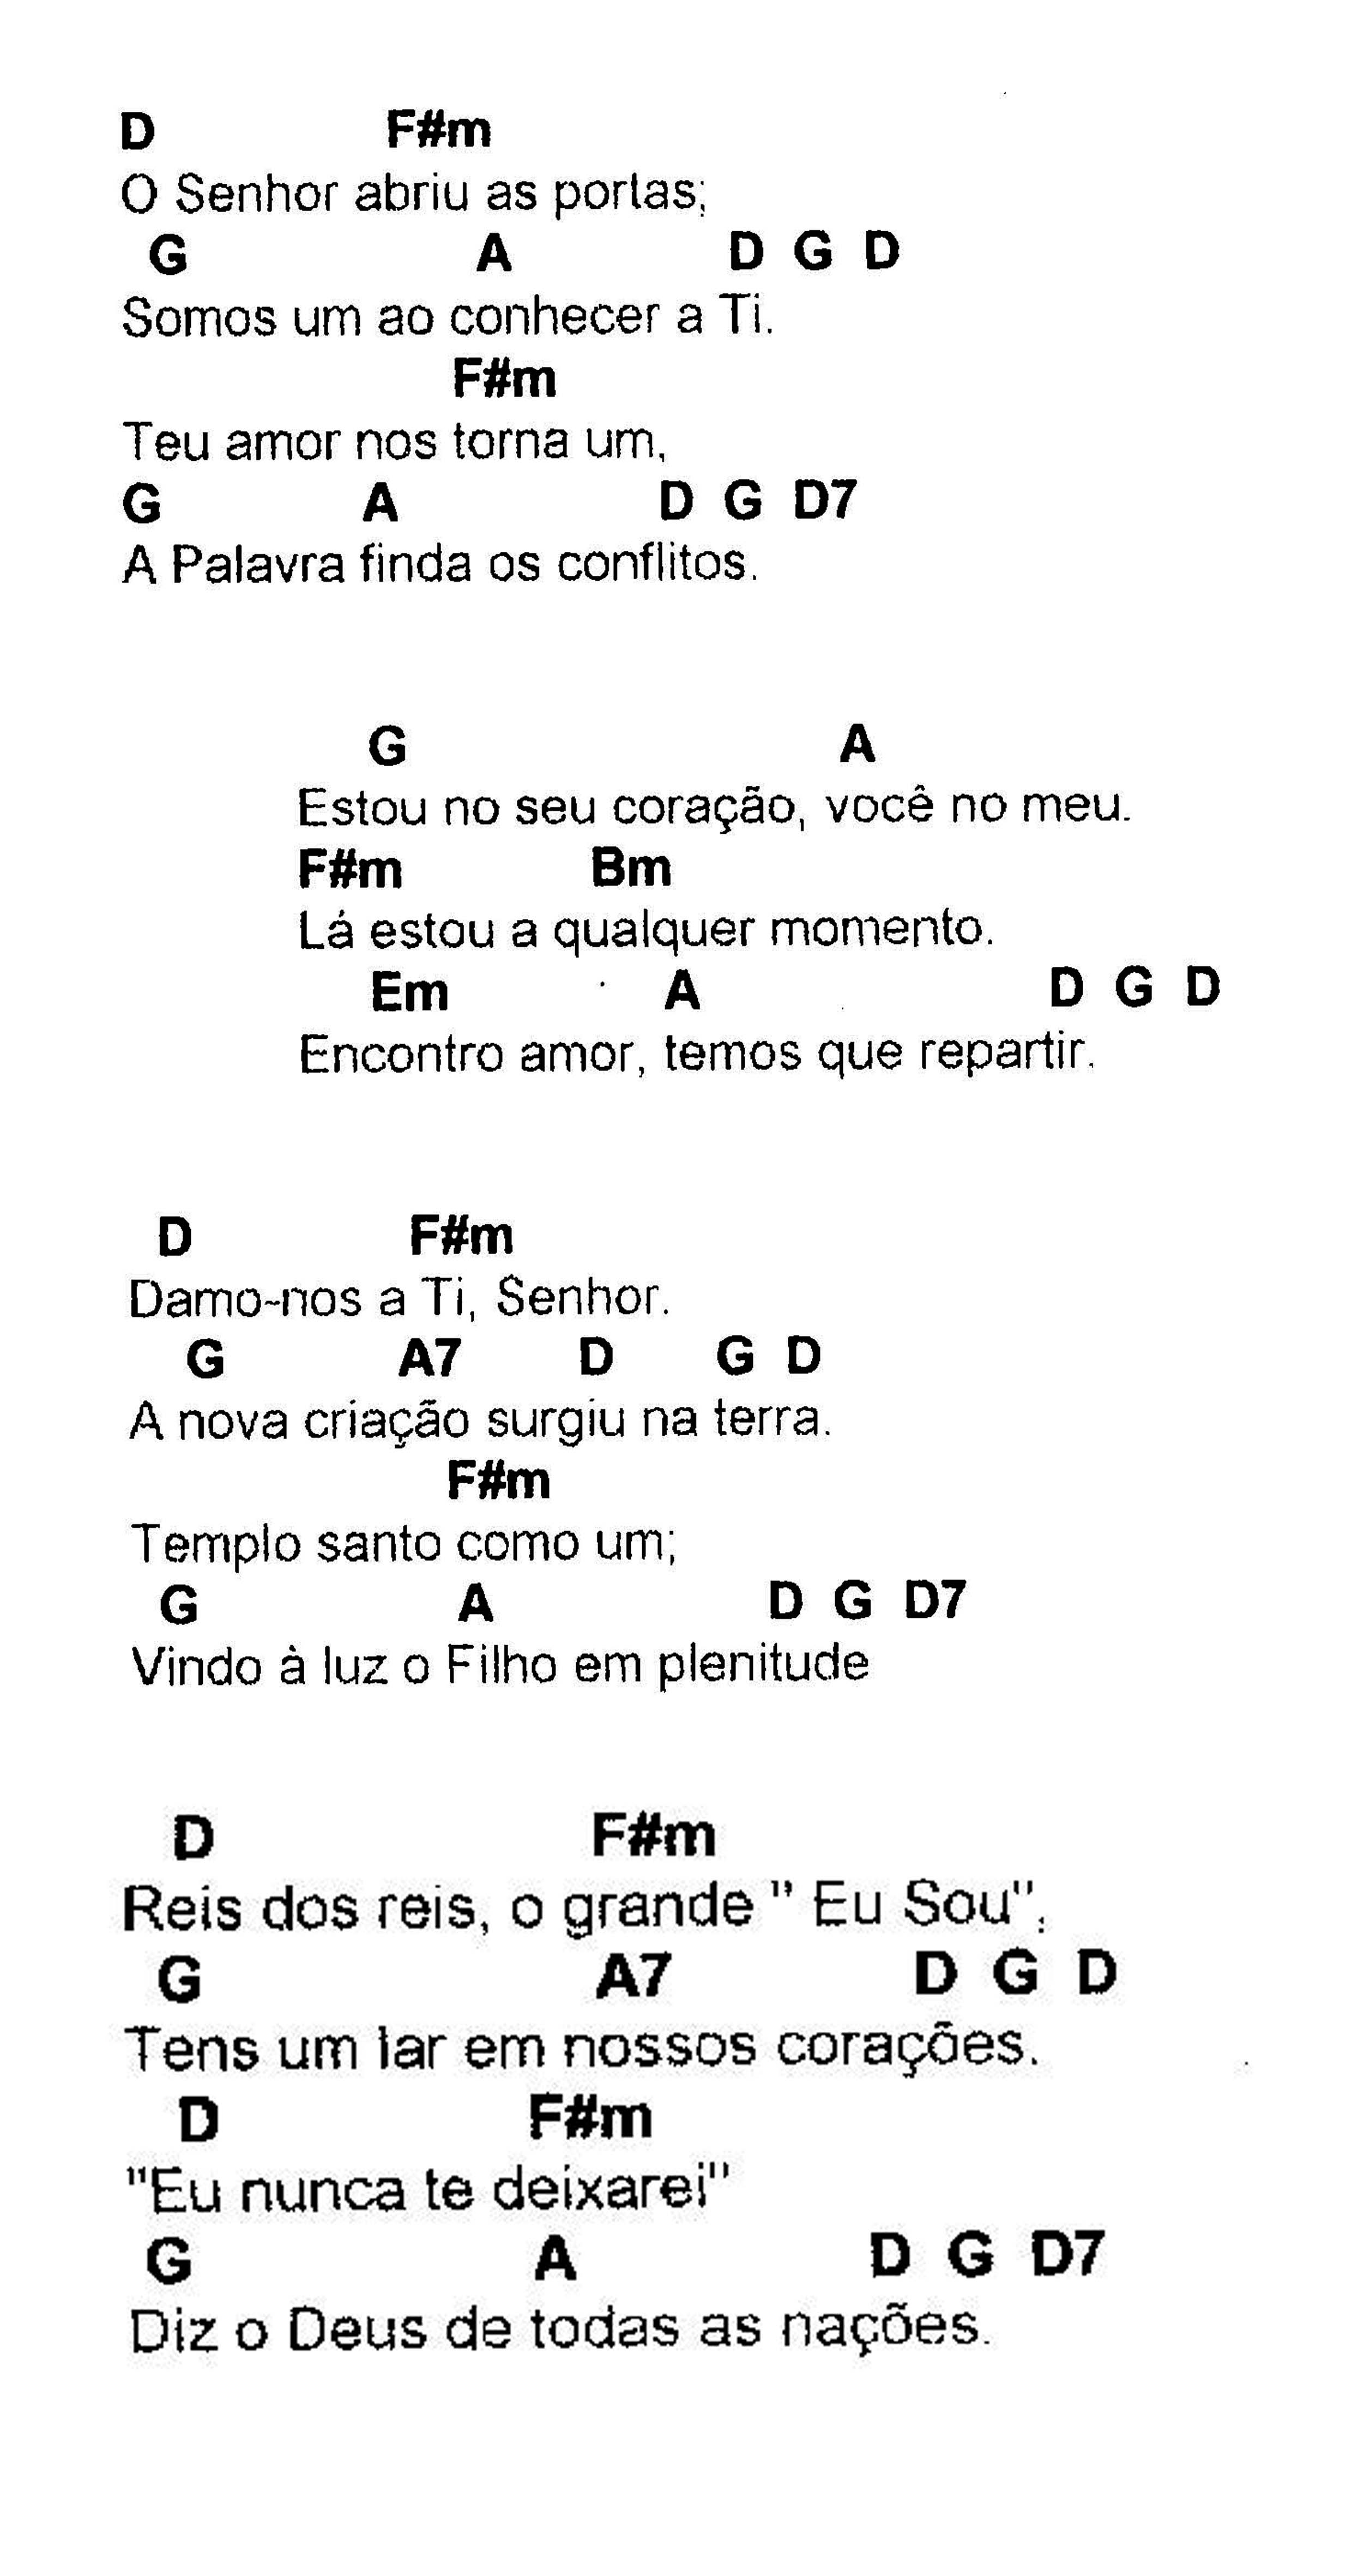 D F#m
O Senhor abriu as portas;
G A D G D
Somos um ao conhecer a Ti.
F#m
Teu amor nos torna um,
G A D G D7
A Palavra finda os conflitos.
G A
Estou no seu coração, você no meu.
F#m Bm
Lá estou a qualquer momento.
Em A D G D
Encontro amor, temos que repartir.
D F#m
Damo-nos a Ti, Senhor.
G A7 D G D
A nova criação surgiu na terra.
F#m
Templo santo como um;
G A D G D7
Vindo à luz o Filho em plenitude
D F#m
Reis dos reis, o grande " Eu Sou",
G A7 D G D
Tens um lar em nossos corações.
D F#m
"Eu nunca te deixarei"
G A D G D7
Diz o Deus de todas as nações.